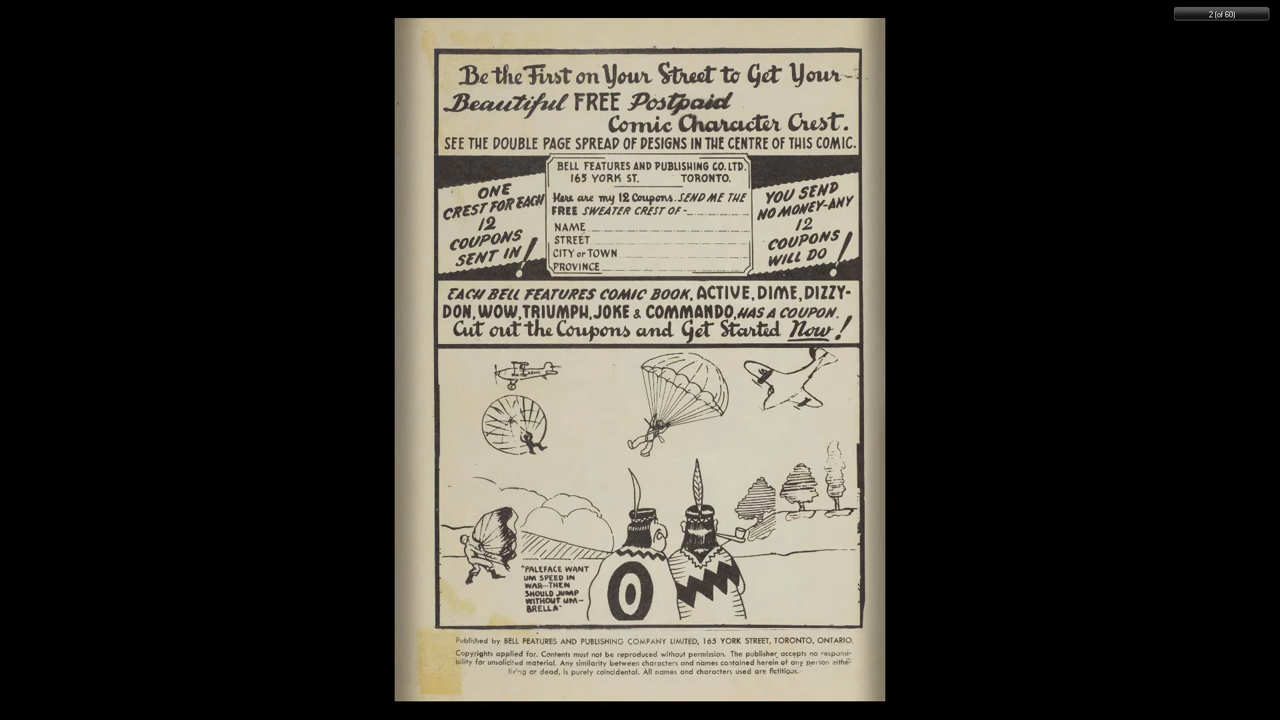 2 (of 60)
Be the First on Your Street to Get Your
Beautiful FREE Postpaid
Comic Character Crest.
SEE THE DOUBLE PAGE SPREAD OF DESIGNS IN THE CENTRE OF THIS COMIC.
ONE
CREST FOR EACH
12
COUPONS
SENT IN!
BELL FEATURES AND PUBLISHING CO. LTD.
165 YORK ST. TORONTO.
Here are my 12 Coupons. SEND ME THE
FREE SWEATER CREST OF-
NAME
STREET
CITY or TOWN
PROVINCE
YOU SEND
NO MONEY-ANY
12
COUPONS
WILL DO!
EACH BELL FEATURES COMIC BOOK, ACTIVE, DIME, DIZZY-
DON, WOW, TRIUMPH, JOKE & COMMANDO, HAS A COUPON.
Cut out the Coupons and Get Started Now!
"PALEFACE WANT
UM SPEED IN
WAR—THEN
SHOULD JUMP
WITHOUT UM-
BRELLA"
Published by BELL FEATURES AND PUBLISHING COMPANY LIMITED, 165 YORK STREET, TORONTO, ONTARIO.
Copyrights applied for. Contents must not be reproduced without permission. The publisher accepts no responsi-
bility for unsolicited material. Any similarity between characters and names contained herein of any person either
living or dead, is purely coincidental. All names and characters used are fictitious.